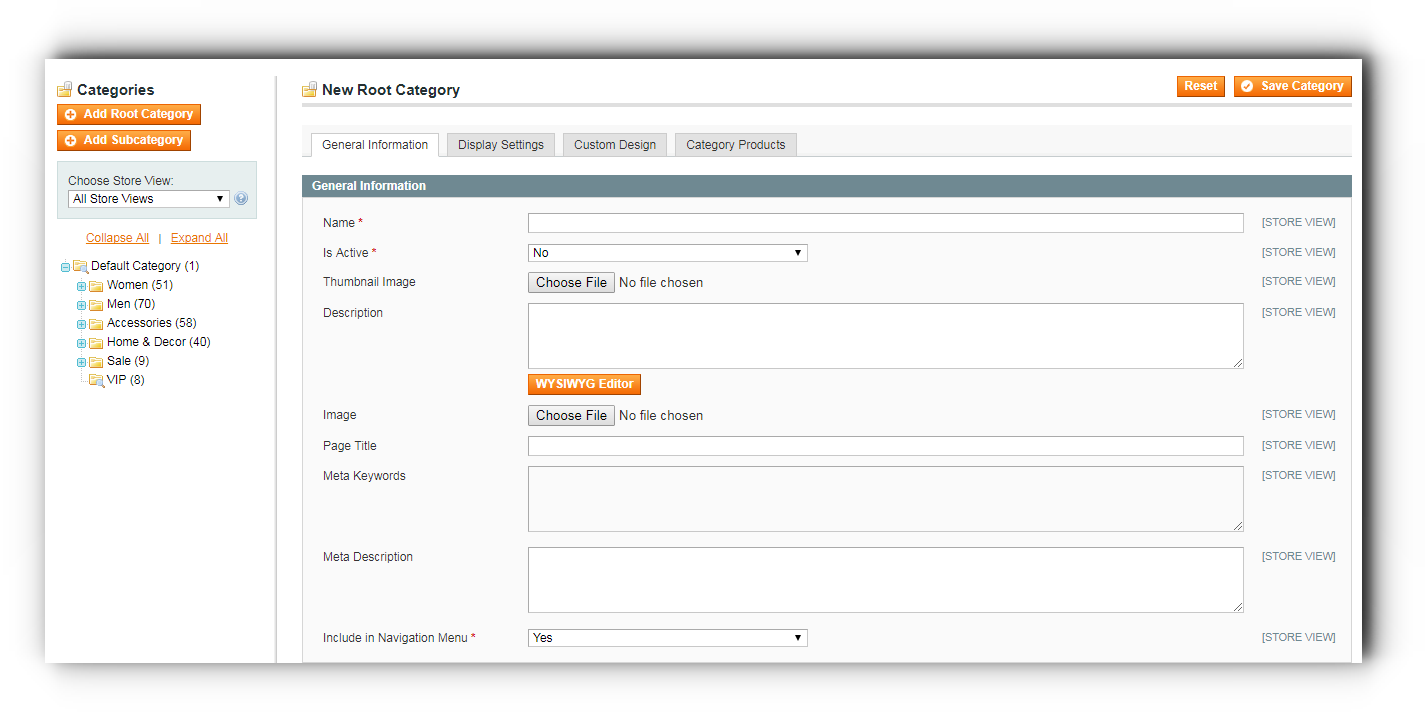 Categories
Add Root Category
Add Subcategory
Choose Store View:
All Store Views
Collapse All | Expand All
Default Category (1)
Women (51)
Men (70)
Accessories (58)
Home & Decor (40)
Sale (9)
VIP (8)
New Root Category
Reset Save Category
General Information Display Settings Custom Design Category Products
General Information
Name * [STORE VIEW]
Is Active * No [STORE VIEW]
Thumbnail Image Choose File No file chosen [STORE VIEW]
Description [STORE VIEW]
WYSIWYG Editor
Image Choose File No file chosen [STORE VIEW]
Page Title [STORE VIEW]
Meta Keywords [STORE VIEW]
Meta Description [STORE VIEW]
Include in Navigation Menu * Yes [STORE VIEW]